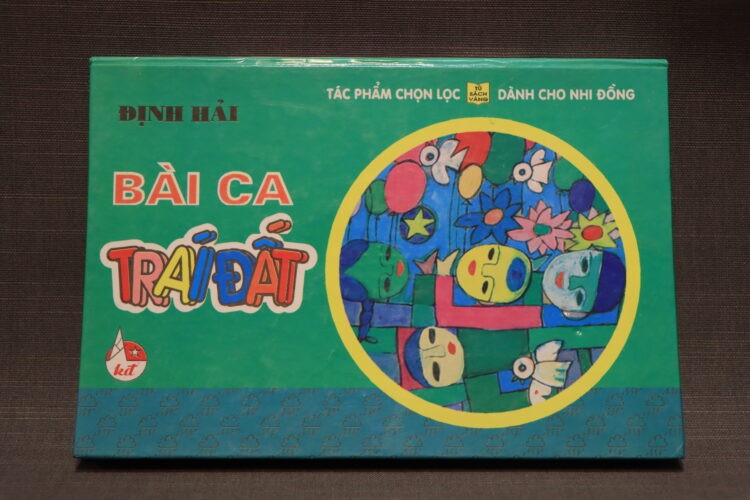 TÁC PHẨM CHỌN LỌC TỦ SÁCH VÀNG DÀNH CHO NHI ĐỒNG
ĐỊNH HẢI
BÀI CA
TRÁI ĐẤT
kđ